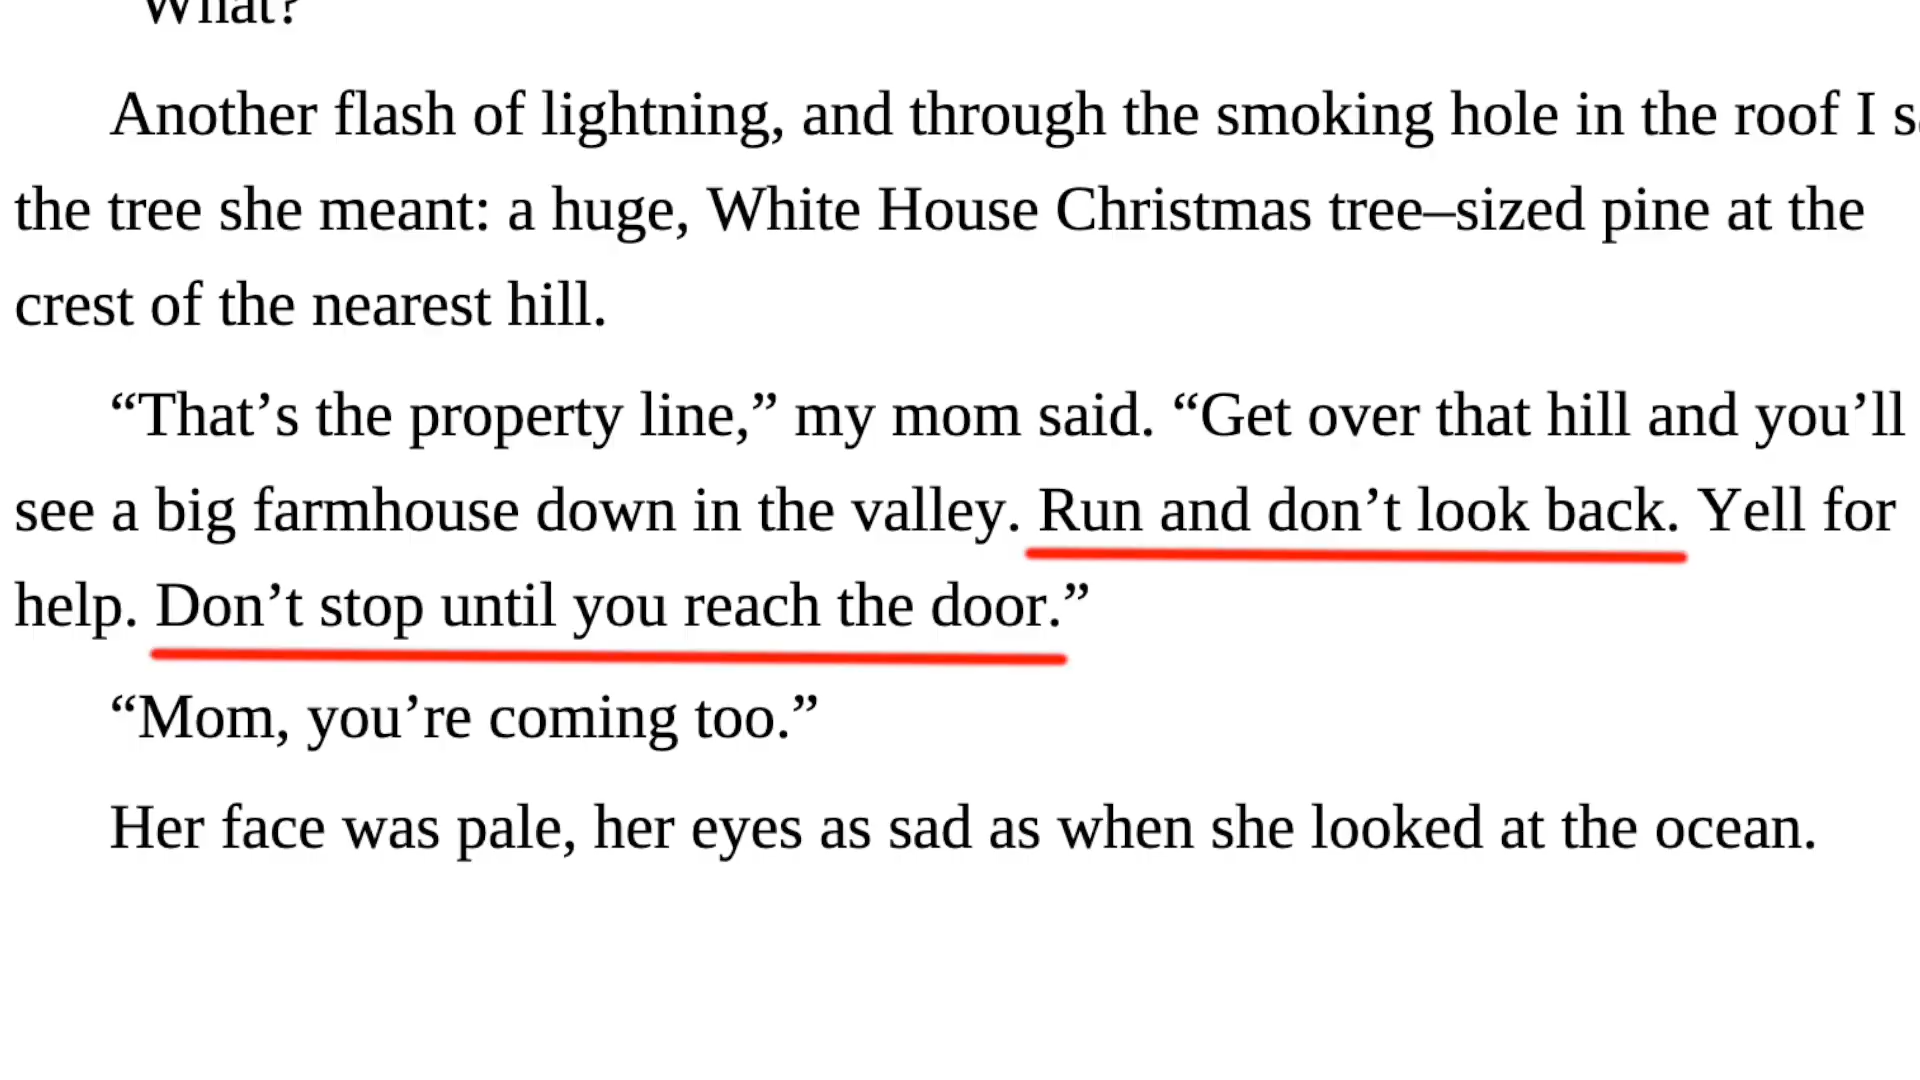 What?
Another flash of lightning, and through the smoking hole in the roof I
the tree she meant: a huge, White House Christmas tree–sized pine at the
crest of the nearest hill.
“That’s the property line,” my mom said. “Get over that hill and you’ll
see a big farmhouse down in the valley. Run and don’t look back. Yell for
help. Don’t stop until you reach the door.”
“Mom, you’re coming too.”
Her face was pale, her eyes as sad as when she looked at the ocean.